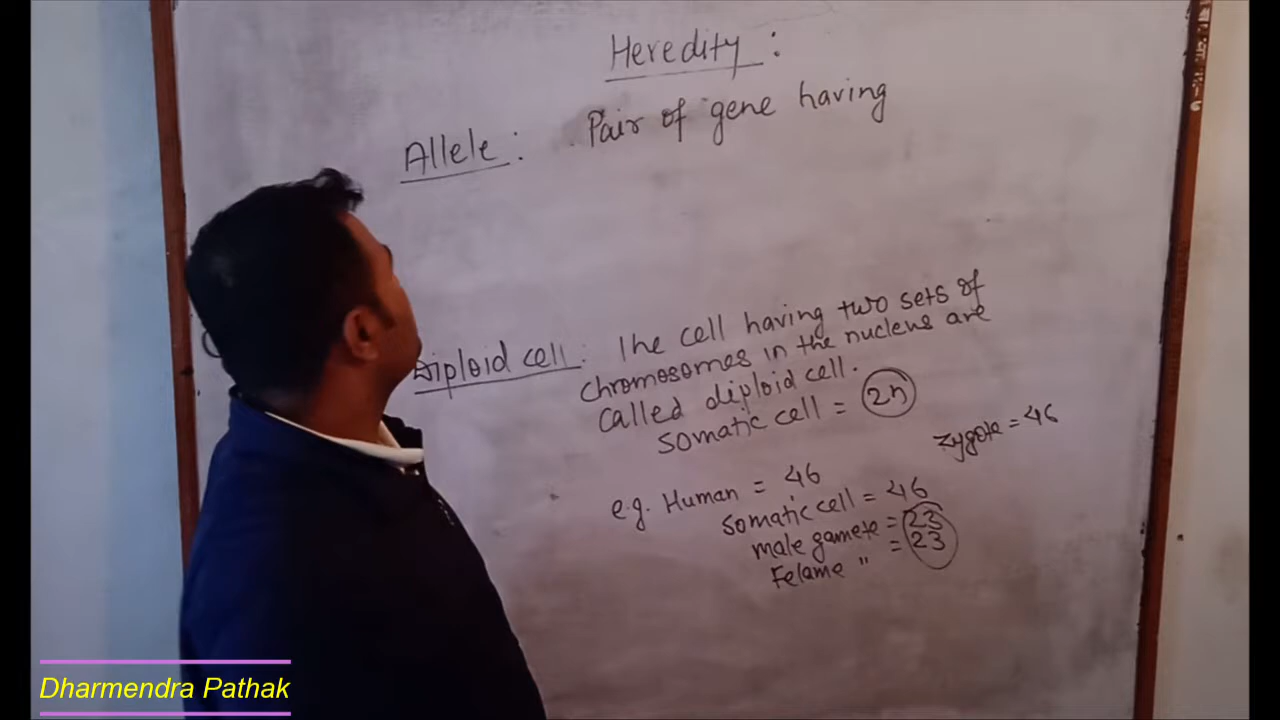 Heredity :
Allele : Pair of gene having
Diploid cell : The cell having two sets of
chromosomes in the nucleus are
called diploid cell.
somatic cell = 2n
zygote = 46
e.g. Human = 46
somatic cell = 46
male gamete = 23
Felame " = 23
Dharmendra Pathak